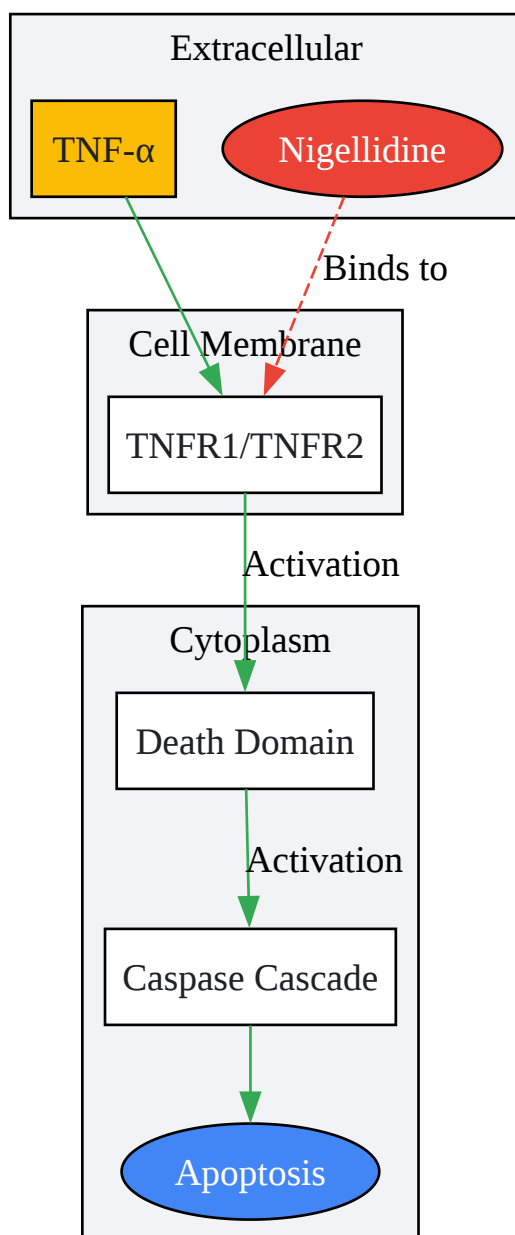 Extracellular
TNF-α
Nigellidine
Binds to
Cell Membrane
TNFR1/TNFR2
Activation
Cytoplasm
Death Domain
Activation
Caspase Cascade
Apoptosis